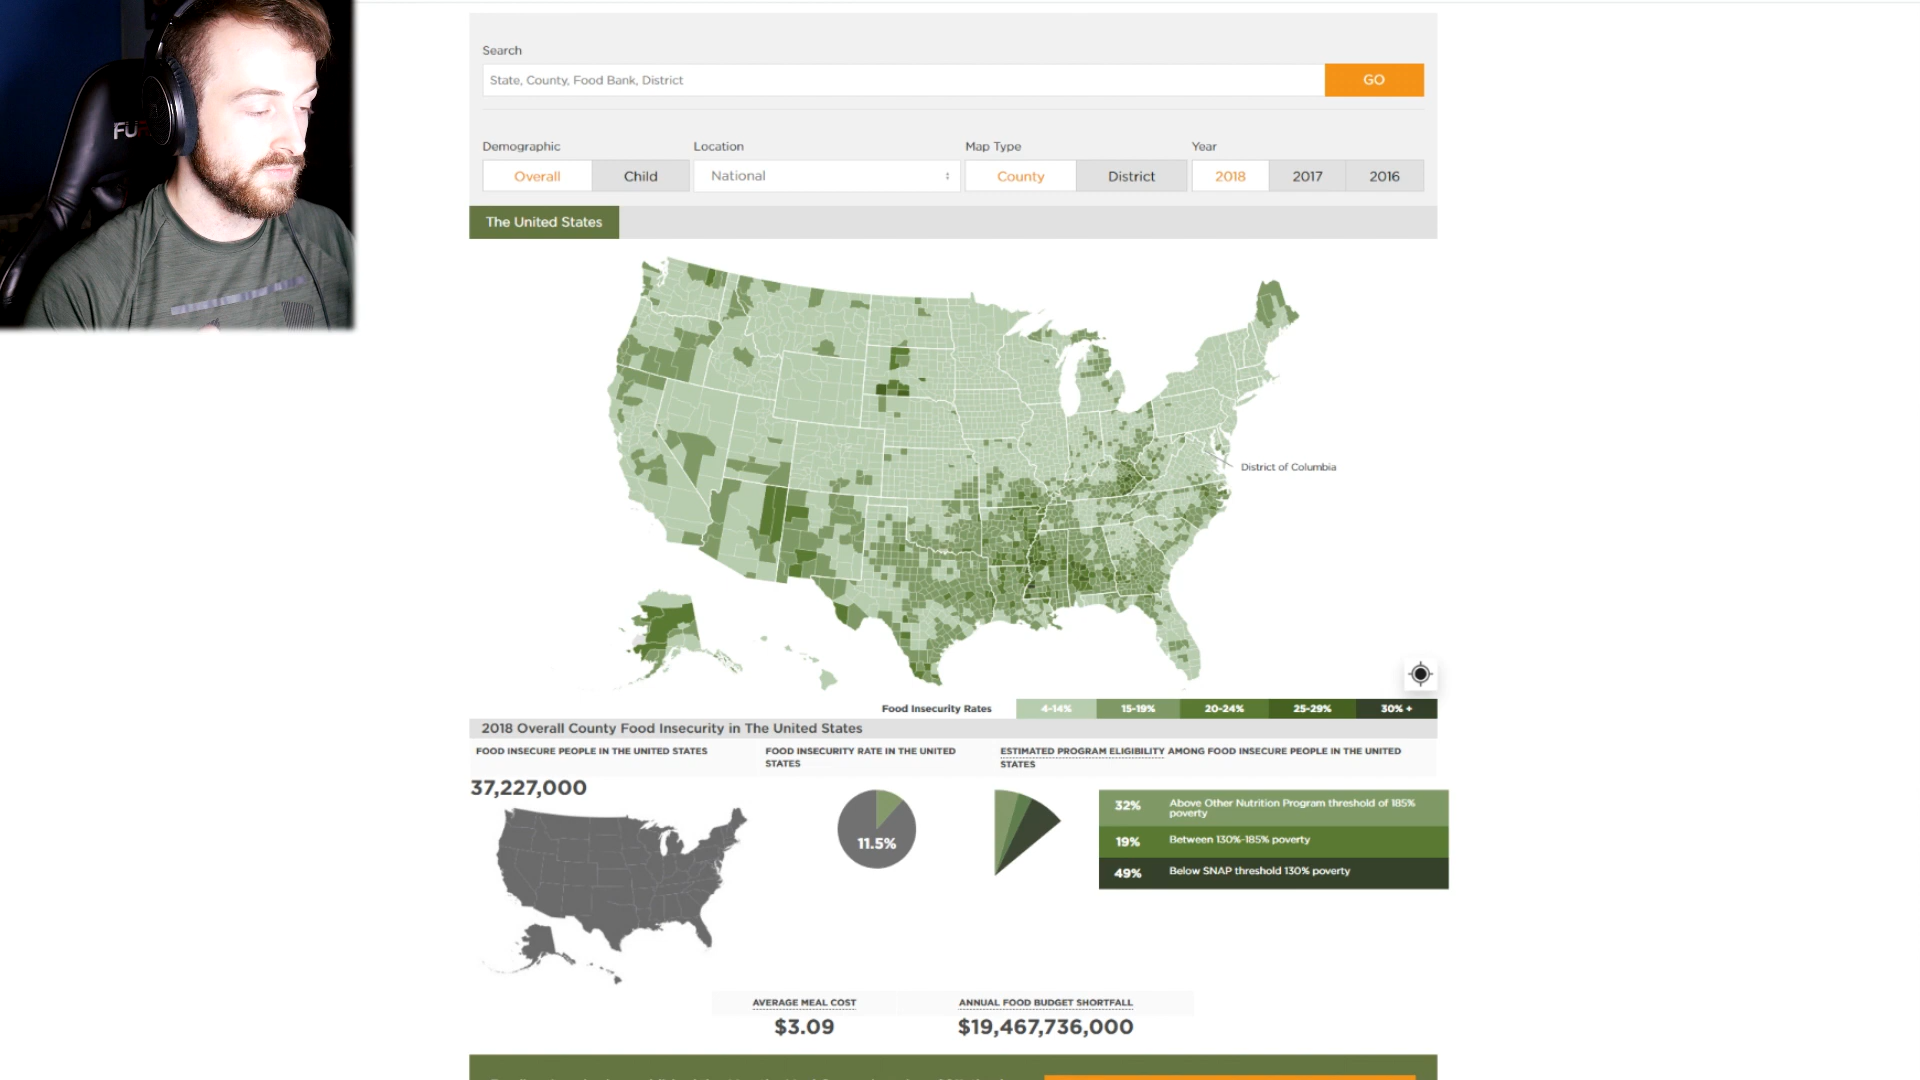 FU
Search
State, County, Food Bank, District
GO
Demographic
Location
Map Type
Year
Overall
Child
National
County
District
2018
2017
2016
The United States
District of Columbia
Food Insecurity Rates
4-14%
15-19%
20-24%
25-29%
30% +
2018 Overall County Food Insecurity in The United States
FOOD INSECURE PEOPLE IN THE UNITED STATES
37,227,000
FOOD INSECURITY RATE IN THE UNITED
STATES
11.5%
ESTIMATED PROGRAM ELIGIBILITY AMONG FOOD INSECURE PEOPLE IN THE UNITED
STATES
32%
Above Other Nutrition Program threshold of 185%
poverty
19%
Between 130%-185% poverty
49%
Below SNAP threshold 130% poverty
AVERAGE MEAL COST
$3.09
ANNUAL FOOD BUDGET SHORTFALL
$19,467,736,000